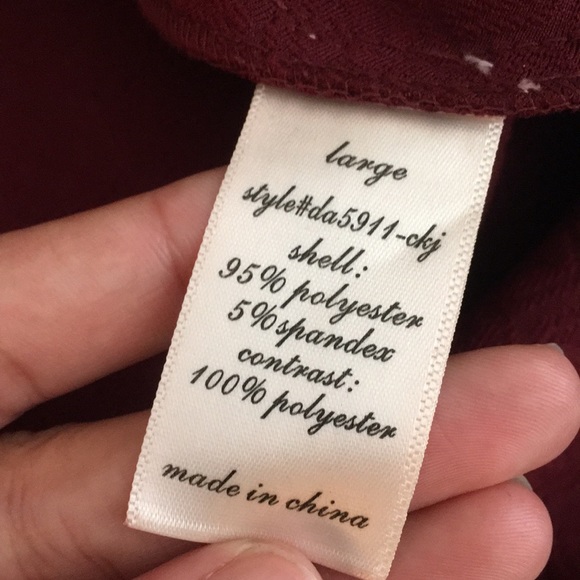 large
style#da5911-ckj
shell:
95% polyester
5%spandex
contrast:
100% polyester
made in china